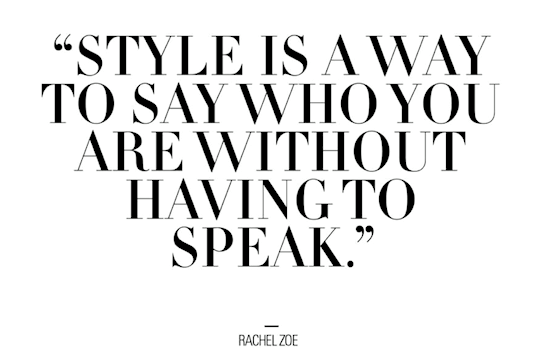 “STYLE IS A WAY
TO SAY WHO YOU
ARE WITHOUT
HAVING TO
SPEAK.”
—
RACHEL ZOE